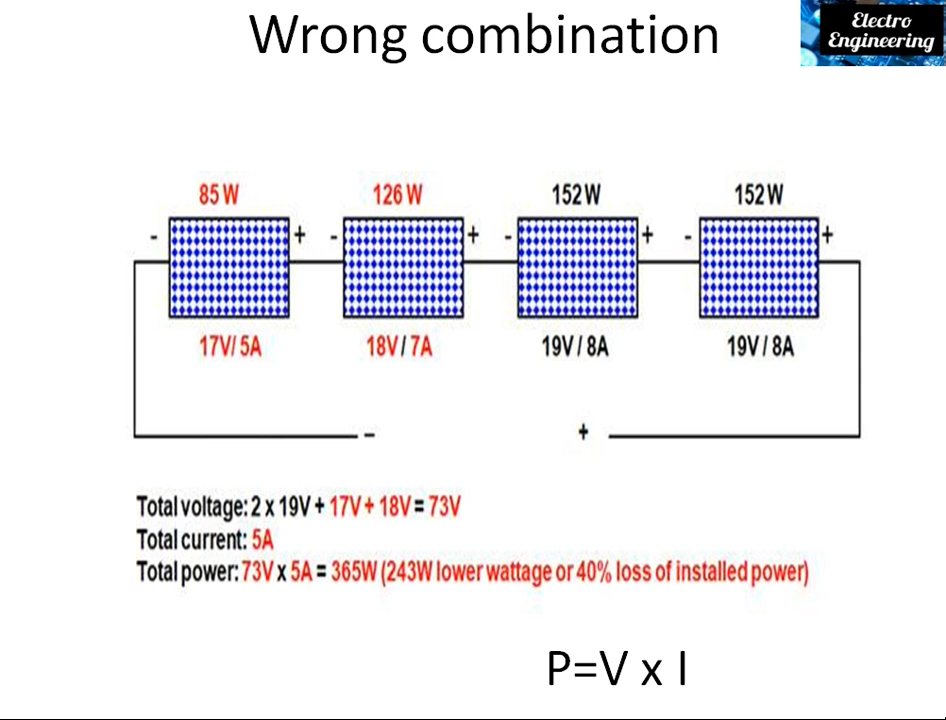 Wrong combination
Electro
Engineering
85 W 126 W 152 W 152 W
- + - + - + - +
17V/ 5A 18V / 7A 19V / 8A 19V / 8A
– +
Total voltage: 2 x 19V + 17V + 18V = 73V
Total current: 5A
Total power: 73V x 5A = 365W (243W lower wattage or 40% loss of installed power)
P=V x I